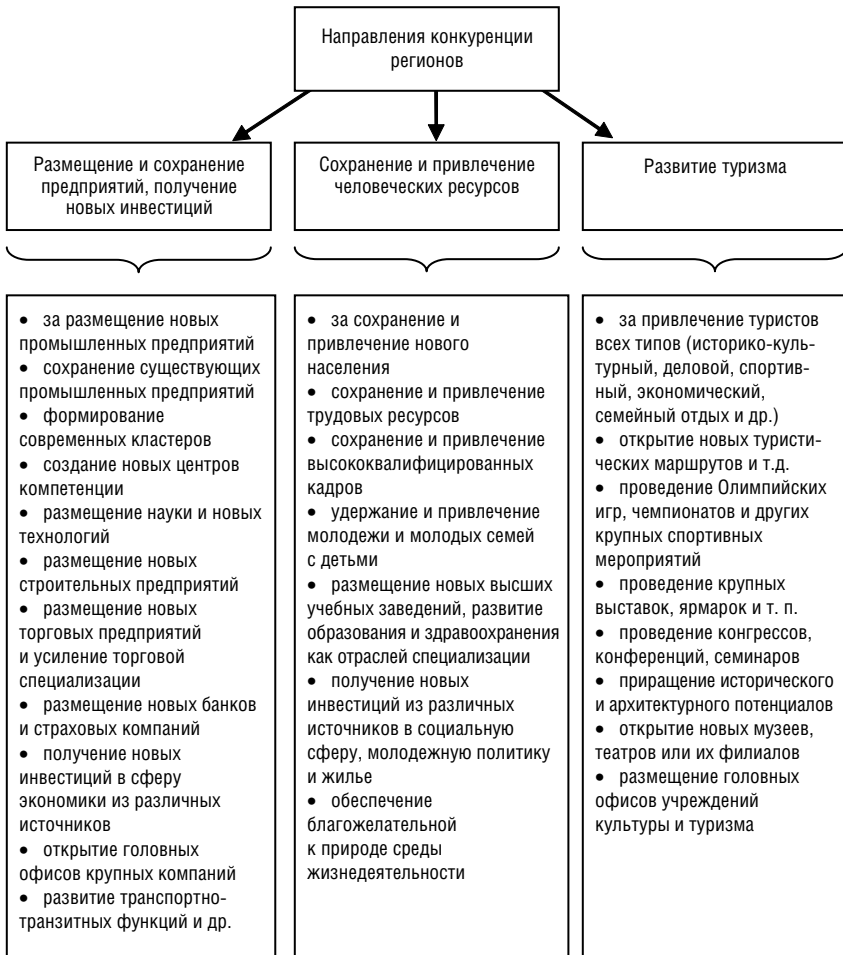 Направления конкуренции
регионов
Размещение и сохранение
предприятий, получение
новых инвестиций
Сохранение и привлечение
человеческих ресурсов
Развитие туризма
• за размещение новых
промышленных предприятий
• сохранение существующих
промышленных предприятий
• формирование
современных кластеров
• создание новых центров
компетенции
• размещение науки и новых
технологий
• размещение новых
строительных предприятий
• размещение новых
торговых предприятий
и усиление торговой
специализации
• размещение новых банков
и страховых компаний
• получение новых
инвестиций в сферу
экономики из различных
источников
• открытие головных
офисов крупных компаний
• развитие транспортно-
транзитных функций и др.
• за сохранение и
привлечение нового
населения
• сохранение и привлечение
трудовых ресурсов
• сохранение и привлечение
высококвалифицированных
кадров
• удержание и привлечение
молодежи и молодых семей
с детьми
• размещение новых высших
учебных заведений, развитие
образования и здравоохранения
как отраслей специализации
• получение новых
инвестиций из различных
источников в социальную
сферу, молодежную политику
и жилье
• обеспечение
благожелательной
к природе среды
жизнедеятельности
• за привлечение туристов
всех типов (историко-куль-
турный, деловой, спортив-
ный, экономический,
семейный отдых и др.)
• открытие новых туристи-
ческих маршрутов и т.д.
• проведение Олимпийских
игр, чемпионатов и других
крупных спортивных
мероприятий
• проведение крупных
выставок, ярмарок и т. п.
• проведение конгрессов,
конференций, семинаров
• приращение исторического
и архитектурного потенциалов
• открытие новых музеев,
театров или их филиалов
• размещение головных
офисов учреждений
культуры и туризма